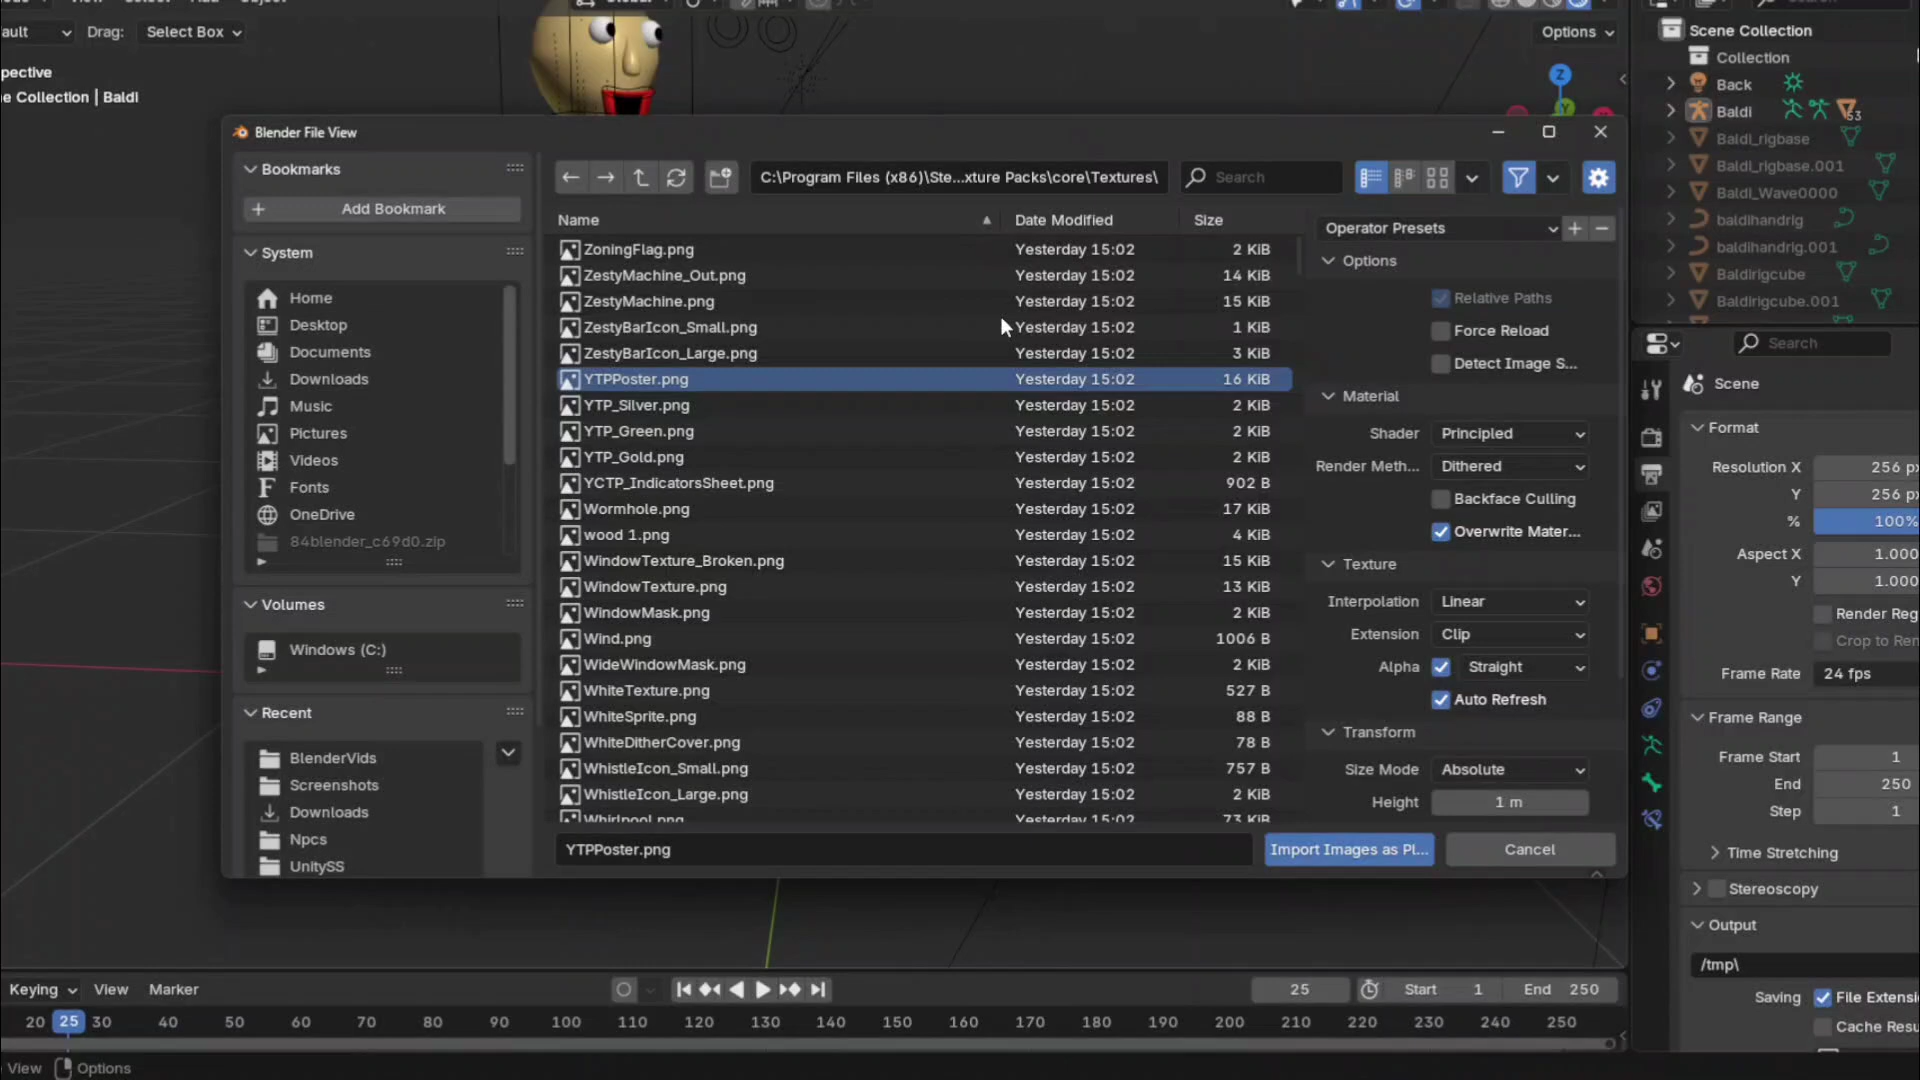 ault
Drag:
Select Box
Options
pective
e Collection | Baldi
Blender File View
Bookmarks
Add Bookmark
System
Home
Desktop
Documents
Downloads
Music
Pictures
Videos
Fonts
OneDrive
84blender_c69d0.zip
Volumes
Windows (C:)
Recent
BlenderVids
Screenshots
Downloads
Npcs
UnitySS
C:\Program Files (x86)\Ste...xture Packs\core\Textures\
Search
Name Date Modified Size
ZoningFlag.png Yesterday 15:02 2 KiB
ZestyMachine_Out.png Yesterday 15:02 14 KiB
ZestyMachine.png Yesterday 15:02 15 KiB
ZestyBarIcon_Small.png Yesterday 15:02 1 KiB
ZestyBarIcon_Large.png Yesterday 15:02 3 KiB
YTPPoster.png Yesterday 15:02 16 KiB
YTP_Silver.png Yesterday 15:02 2 KiB
YTP_Green.png Yesterday 15:02 2 KiB
YTP_Gold.png Yesterday 15:02 2 KiB
YCTP_IndicatorsSheet.png Yesterday 15:02 902 B
Wormhole.png Yesterday 15:02 17 KiB
wood 1.png Yesterday 15:02 4 KiB
WindowTexture_Broken.png Yesterday 15:02 15 KiB
WindowTexture.png Yesterday 15:02 13 KiB
WindowMask.png Yesterday 15:02 2 KiB
Wind.png Yesterday 15:02 1006 B
WideWindowMask.png Yesterday 15:02 2 KiB
WhiteTexture.png Yesterday 15:02 527 B
WhiteSprite.png Yesterday 15:02 88 B
WhiteDitherCover.png Yesterday 15:02 78 B
WhistleIcon_Small.png Yesterday 15:02 757 B
WhistleIcon_Large.png Yesterday 15:02 2 KiB
Whirlpool.png Yesterday 15:02 73 KiB
YTPPoster.png
Import Images as Pl...
Cancel
Operator Presets
Options
Relative Paths
Force Reload
Detect Image S...
Material
Shader Principled
Render Meth... Dithered
Backface Culling
Overwrite Mater...
Texture
Interpolation Linear
Extension Clip
Alpha Straight
Auto Refresh
Transform
Size Mode Absolute
Height 1 m
Scene Collection
Collection
Back
Baldi
53
Baldi_rigbase
Baldi_rigbase.001
Baldi_Wave0000
baldihandrig
baldihandrig.001
Baldirigcube
Baldirigcube.001
Search
Scene
Format
Resolution X 256 px
Y 256 px
% 100%
Aspect X 1.000
Y 1.000
Render Reg
Crop to Ren
Frame Rate 24 fps
Frame Range
Frame Start 1
End 250
Step 1
Time Stretching
Stereoscopy
Output
/tmp\
Saving File Extensi
Cache Resu
Z
Keying View Marker
25 Start 1 End 250
20 25 30 40 50 60 70 80 90 100 110 120 130 140 150 160 170 180 190 200 210 220 230 240 250
View Options